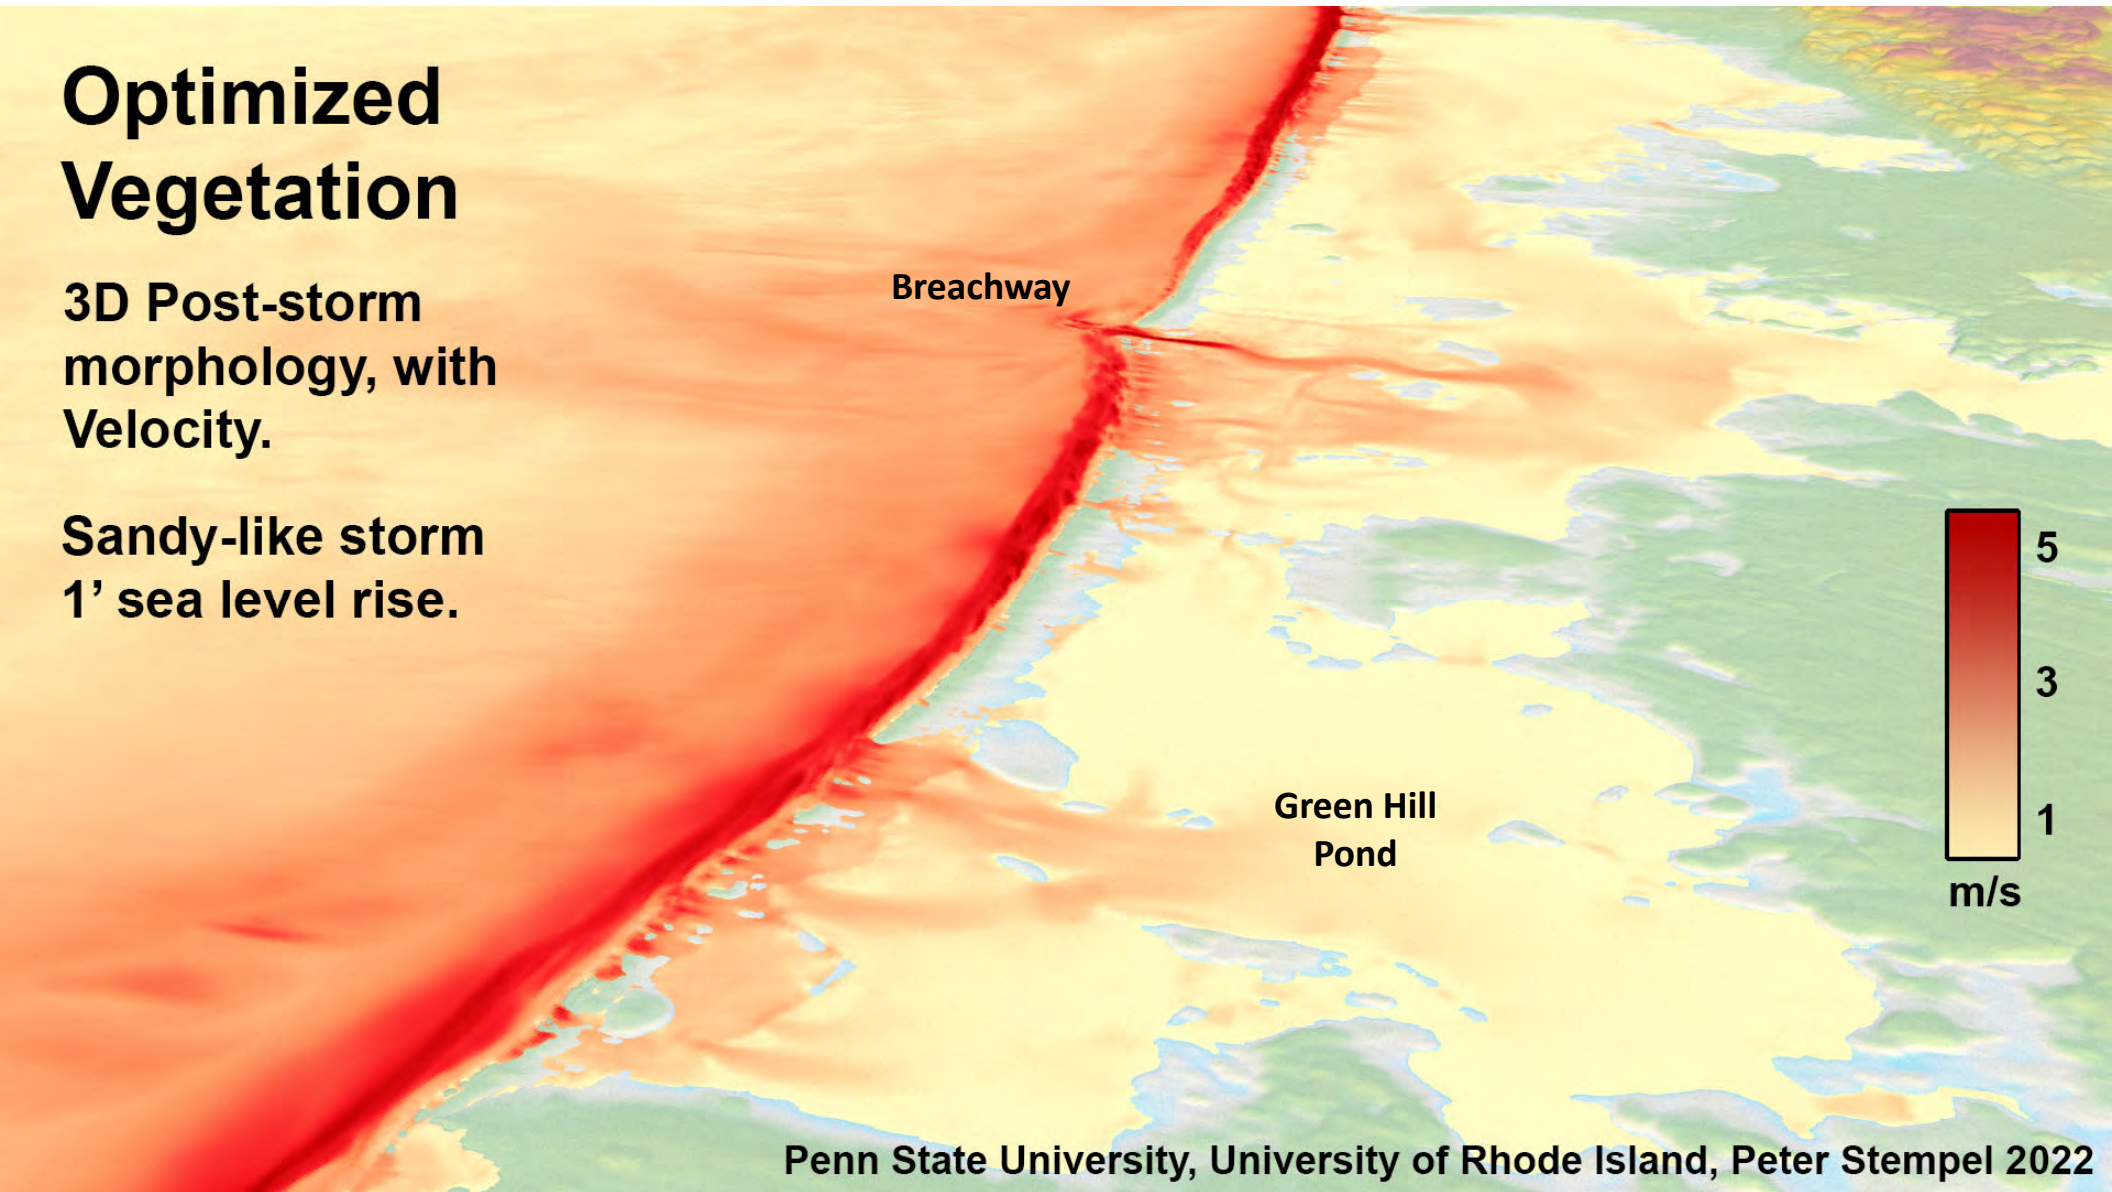 Optimized
Vegetation
3D Post-storm
morphology, with
Velocity.
Sandy-like storm
1’ sea level rise.
Breachway
Green Hill
Pond
5
3
1
m/s
Penn State University, University of Rhode Island, Peter Stempel 2022